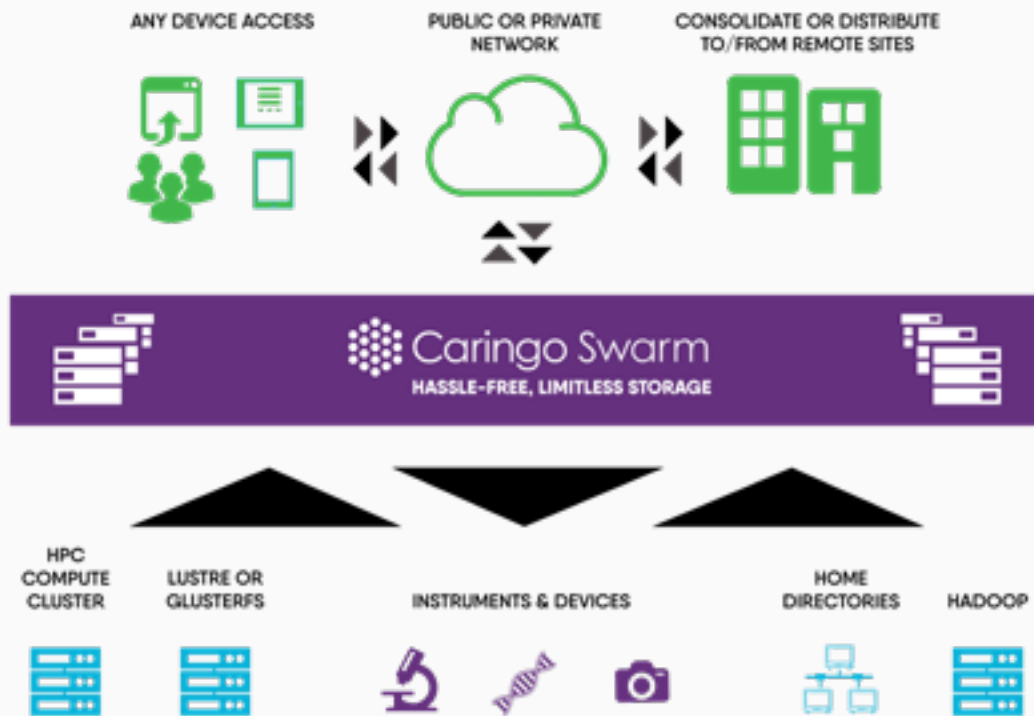 ANY DEVICE ACCESS
PUBLIC OR PRIVATE
NETWORK
CONSOLIDATE OR DISTRIBUTE
TO/FROM REMOTE SITES
Caringo Swarm
HASSLE-FREE, LIMITLESS STORAGE
HPC
COMPUTE
CLUSTER
LUSTRE OR
GLUSTERFS
INSTRUMENTS & DEVICES
HOME
DIRECTORIES
HADOOP